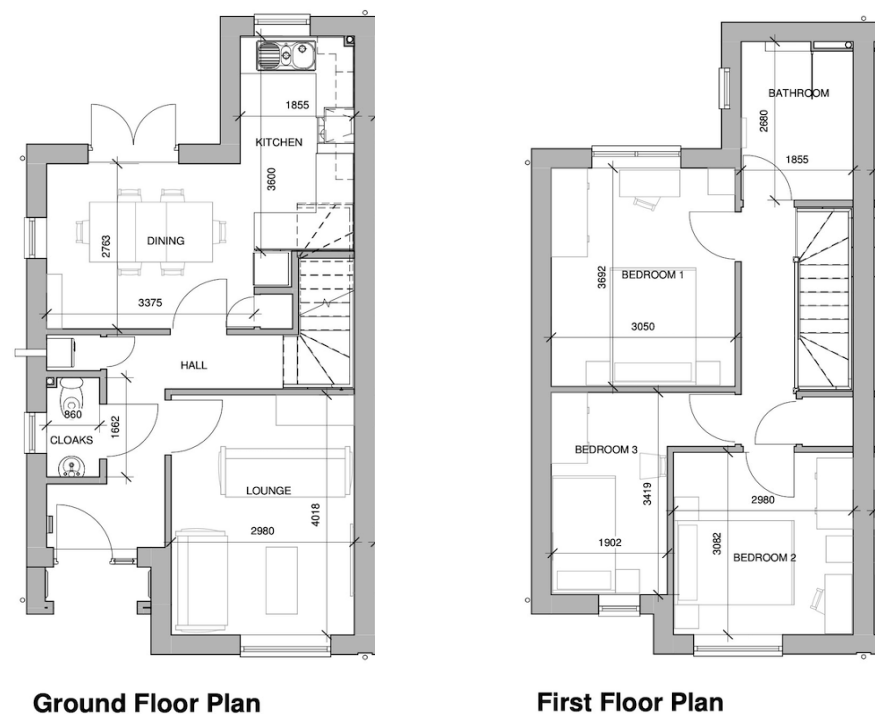 1855
KITCHEN
3600
DINING
2763
3375
HALL
860
1662
CLOAKS
LOUNGE
4018
2980
Ground Floor Plan
BATHROOM
2680
1855
BEDROOM 1
3692
3050
BEDROOM 3
3419
1902
2980
3082
BEDROOM 2
First Floor Plan